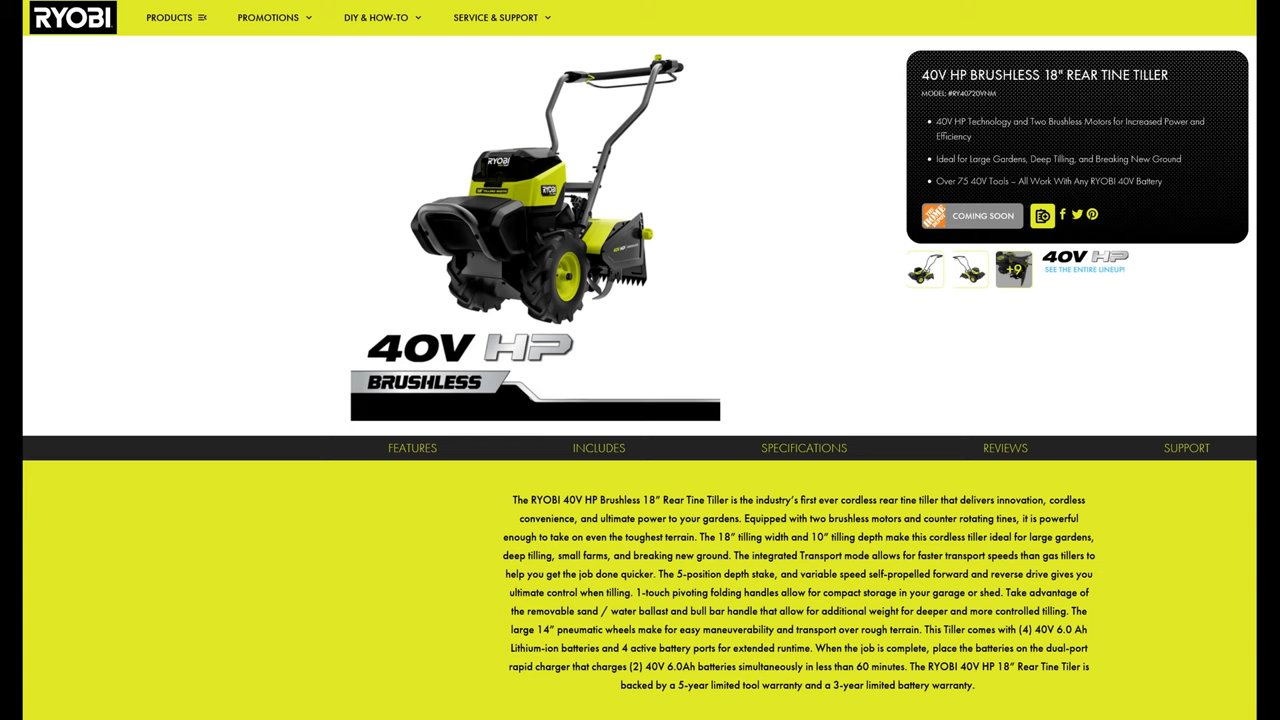 RYOBI
PRODUCTS
PROMOTIONS
DIY & HOW-TO
SERVICE & SUPPORT
RYOBI
RYOBI
40V HP
BRUSHLESS
40V HP BRUSHLESS 18" REAR TINE TILLER
MODEL: #RY40720VNM
40V HP Technology and Two Brushless Motors for Increased Power and
Efficiency
Ideal for Large Gardens, Deep Tilling, and Breaking New Ground
Over 75 40V Tools – All Work With Any RYOBI 40V Battery
COMING SOON
+9
40V HP
SEE THE ENTIRE LINEUP!
FEATURES
INCLUDES
SPECIFICATIONS
REVIEWS
SUPPORT
The RYOBI 40V HP Brushless 18" Rear Tine Tiller is the industry's first ever cordless rear tine tiller that delivers innovation, cordless
convenience, and ultimate power to your gardens. Equipped with two brushless motors and counter rotating tines, it is powerful
enough to take on even the toughest terrain. The 18" tilling width and 10" tilling depth make this cordless tiller ideal for large gardens,
deep tilling, small farms, and breaking new ground. The integrated Transport mode allows for faster transport speeds than gas tillers to
help you get the job done quicker. The 5-position depth stake, and variable speed self-propelled forward and reverse drive gives you
ultimate control when tilling. 1-touch pivoting folding handles allow for compact storage in your garage or shed. Take advantage of
the removable sand / water ballast and bull bar handle that allow for additional weight for deeper and more controlled tilling. The
large 14" pneumatic wheels make for easy maneuverability and transport over rough terrain. This Tiller comes with (4) 40V 6.0 Ah
Lithium-ion batteries and 4 active battery ports for extended runtime. When the job is complete, place the batteries on the dual-port
rapid charger that charges (2) 40V 6.0Ah batteries simultaneously in less than 60 minutes. The RYOBI 40V HP 18" Rear Tine Tiler is
backed by a 5-year limited tool warranty and a 3-year limited battery warranty.